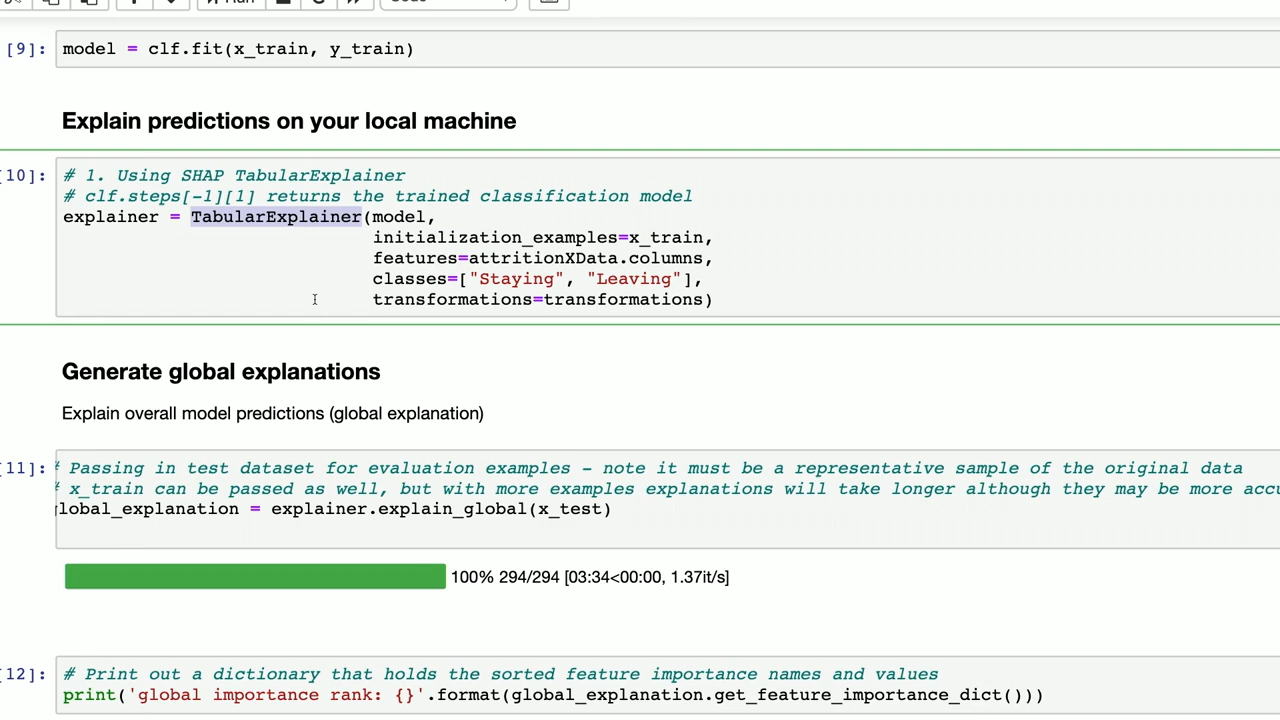 [9]: model = clf.fit(x_train, y_train)
Explain predictions on your local machine
[10]: # 1. Using SHAP TabularExplainer
# clf.steps[-1][1] returns the trained classification model
explainer = TabularExplainer(model,
initialization_examples=x_train,
features=attritionXData.columns,
classes=["Staying", "Leaving"],
transformations=transformations)
Generate global explanations
Explain overall model predictions (global explanation)
[11]: # Passing in test dataset for evaluation examples - note it must be a representative sample of the original data
# x_train can be passed as well, but with more examples explanations will take longer although they may be more accu
global_explanation = explainer.explain_global(x_test)
100% 294/294 [03:34<00:00, 1.37it/s]
[12]: # Print out a dictionary that holds the sorted feature importance names and values
print('global importance rank: {}'.format(global_explanation.get_feature_importance_dict()))